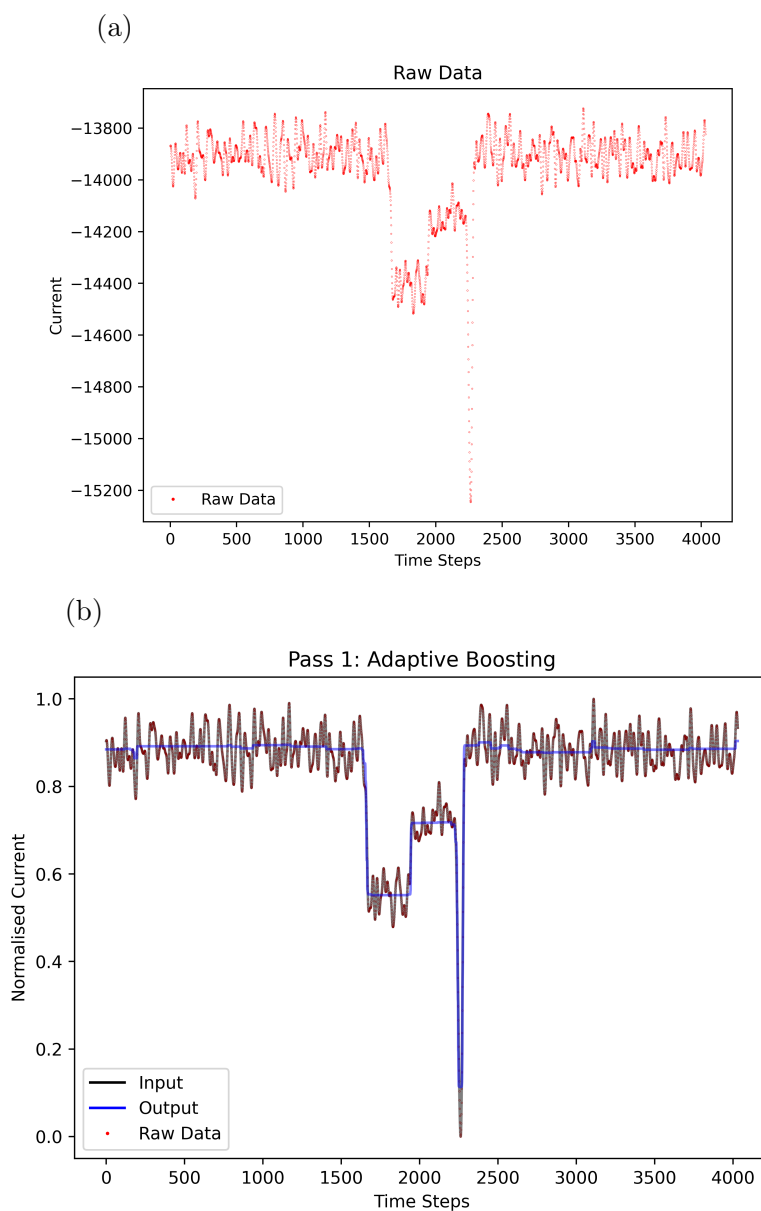 (a)
Raw Data
Current
−13800
−14000
−14200
−14400
−14600
−14800
−15000
−15200
Raw Data
0 500 1000 1500 2000 2500 3000 3500 4000
Time Steps
(b)
Pass 1: Adaptive Boosting
Normalised Current
1.0
0.8
0.6
0.4
0.2
0.0
Input
Output
Raw Data
0 500 1000 1500 2000 2500 3000 3500 4000
Time Steps